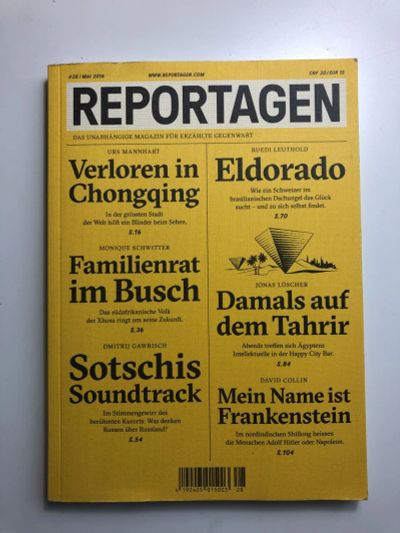 #28 / MAI 2016
WWW.REPORTAGEN.COM
CHF 20 / EUR 15
REPORTAGEN
DAS UNABHÄNGIGE MAGAZIN FÜR ERZÄHLTE GEGENWART
URS MANNHART
Verloren in
Chongqing
In der grössten Stadt
der Welt hilft ein Blinder beim Sehen.
S.16
MONIQUE SCHWITTER
Familienrat
im Busch
Das südafrikanische Volk
der Xhosa ringt um seine Zukunft.
S.36
DMITRIJ GAWRISCH
Sotschis
Soundtrack
Im Stimmengewirr des
berühmten Kurorts: Was denken
Russen über Russland?
S.54
RUEDI LEUTHOLD
Eldorado
Wie ein Schweizer im
brasilianischen Dschungel das Glück
sucht – und zu sich selbst findet.
S.70
JONAS LÜSCHER
Damals auf
dem Tahrir
Abends treffen sich Ägyptens
Intellektuelle in der Happy City Bar.
S.84
DAVID COLLIN
Mein Name ist
Frankenstein
Im nordindischen Shillong heissen
die Menschen Adolf Hitler oder Napoleon.
S.104
4 192405 015003 28